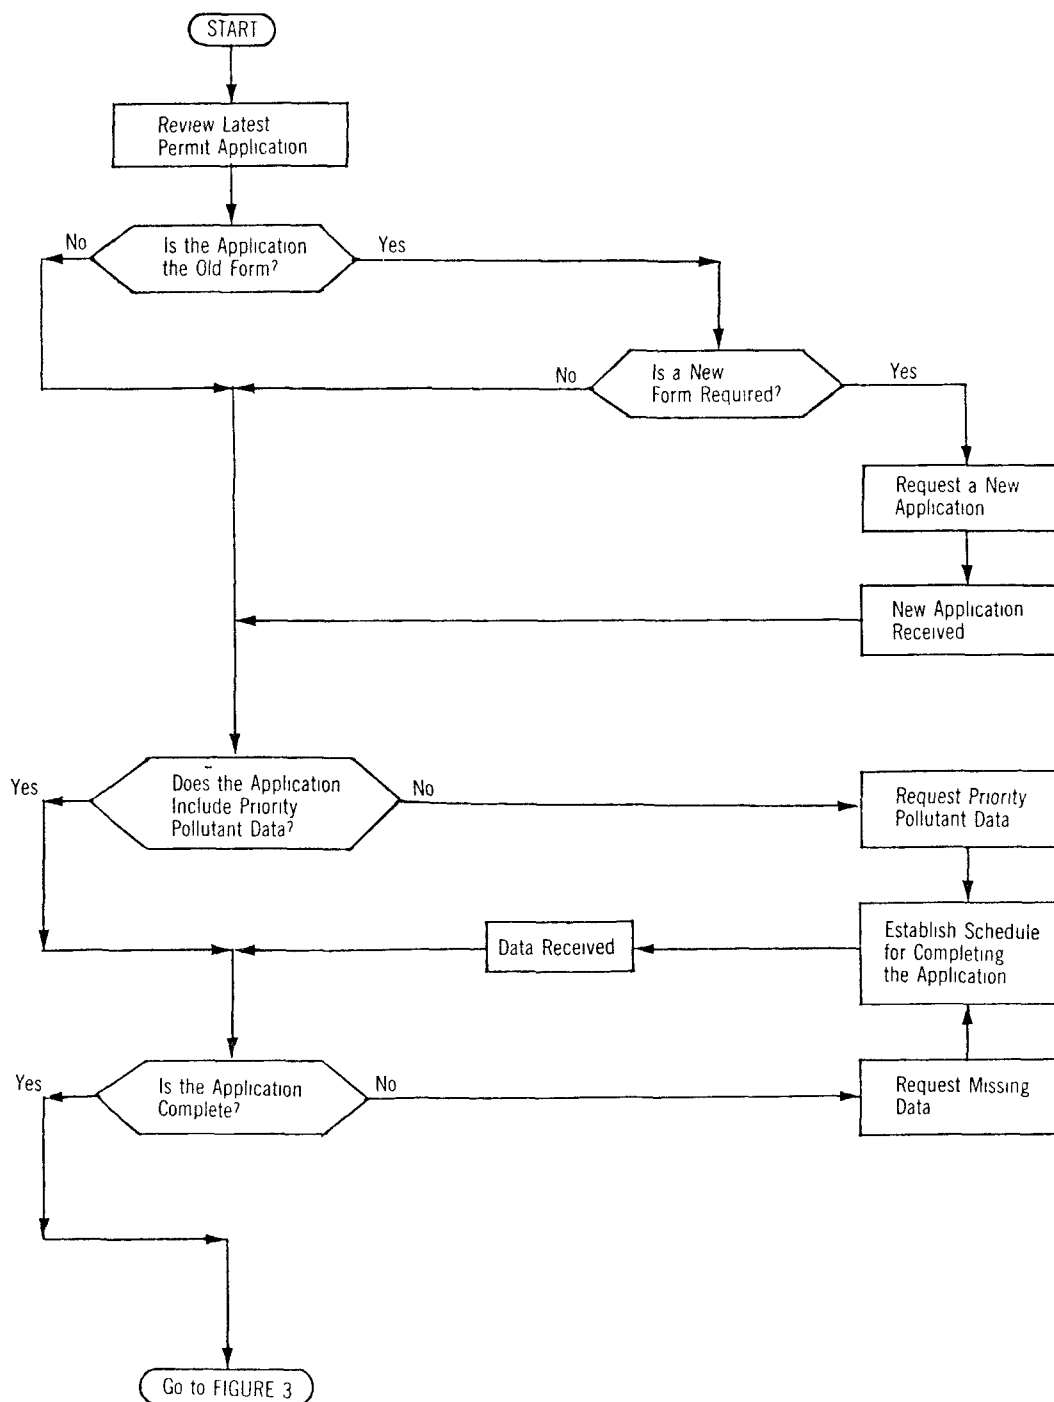 START
Review Latest
Permit Application
No
Is the Application
the Old Form?
Yes
No
Is a New
Form Required?
Yes
Request a New
Application
New Application
Received
Yes
Does the Application
Include Priority
Pollutant Data?
No
Request Priority
Pollutant Data
Data Received
Establish Schedule
for Completing
the Application
Yes
Is the Application
Complete?
No
Request Missing
Data
Go to FIGURE 3